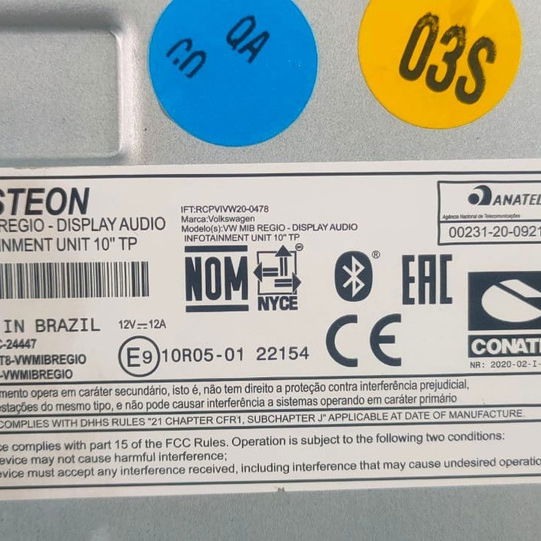 QA
03S
STEON
REGIO - DISPLAY AUDIO
AINMENT UNIT 10" TP
IFT:RCPVIVW20-0478
Marca:Volkswagen
Modelo(s):VW MIB REGIO - DISPLAY AUDIO
INFOTAINMENT UNIT 10" TP
ANATEL
Agência Nacional de Telecomunicações
00231-20-0921
NOM
NYCE
EAC
IN BRAZIL
12V⎓12A
C-24447
T8-VWMIBREGIO
-VWMIBREGIO
E9 10R05-01 22154
CE
CONAT
NR: 2020-02-I-
mento opera em caráter secundário, isto é, não tem direito a proteção contra interferência prejudicial,
estações do mesmo tipo, e não pode causar interferência a sistemas operando em caráter primário
COMPLIES WITH DHHS RULES "21 CHAPTER CFR1, SUBCHAPTER J" APPLICABLE AT DATE OF MANUFACTURE.
ce complies with part 15 of the FCC Rules. Operation is subject to the following two conditions:
evice may not cause harmful interference;
evice must accept any interference received, including interference that may cause undesired operatio